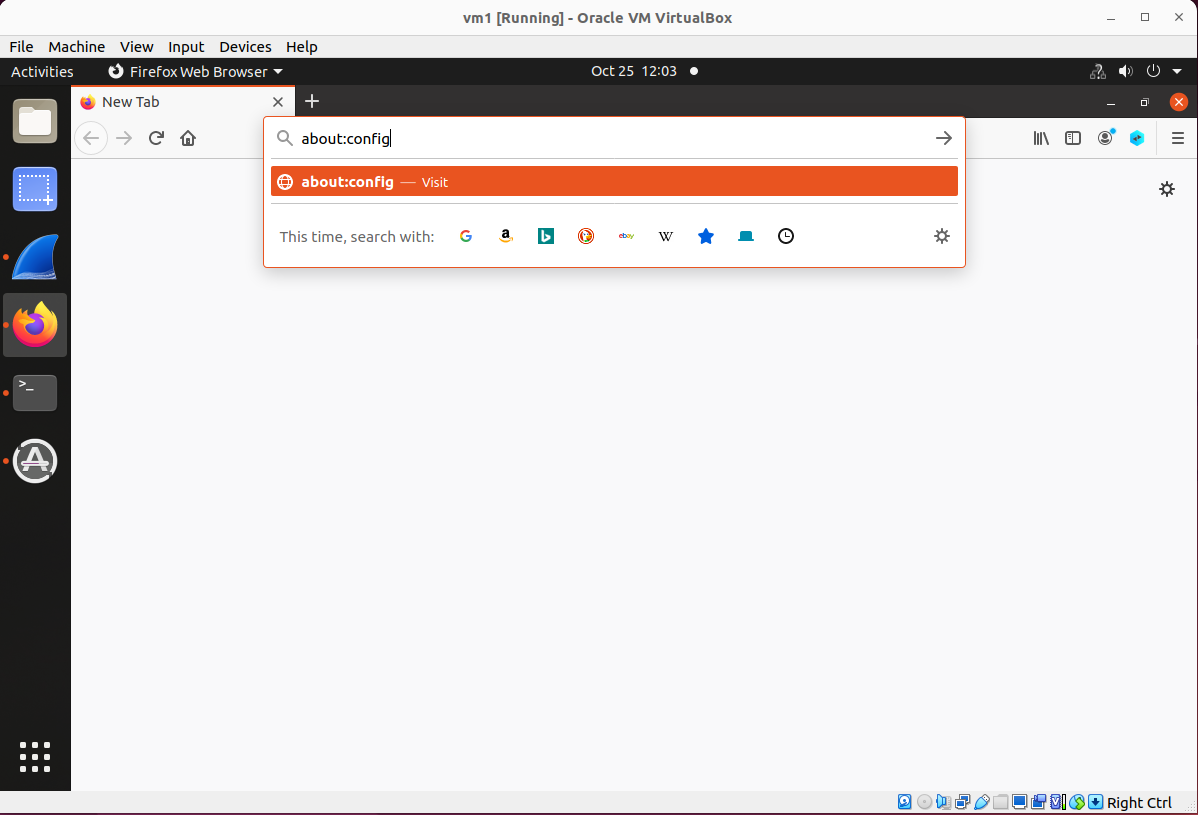 vm1 [Running] - Oracle VM VirtualBox
File Machine View Input Devices Help
Activities Firefox Web Browser Oct 25 12:03
New Tab
about:config
about:config — Visit
This time, search with: a ebay W
>_
Right Ctrl